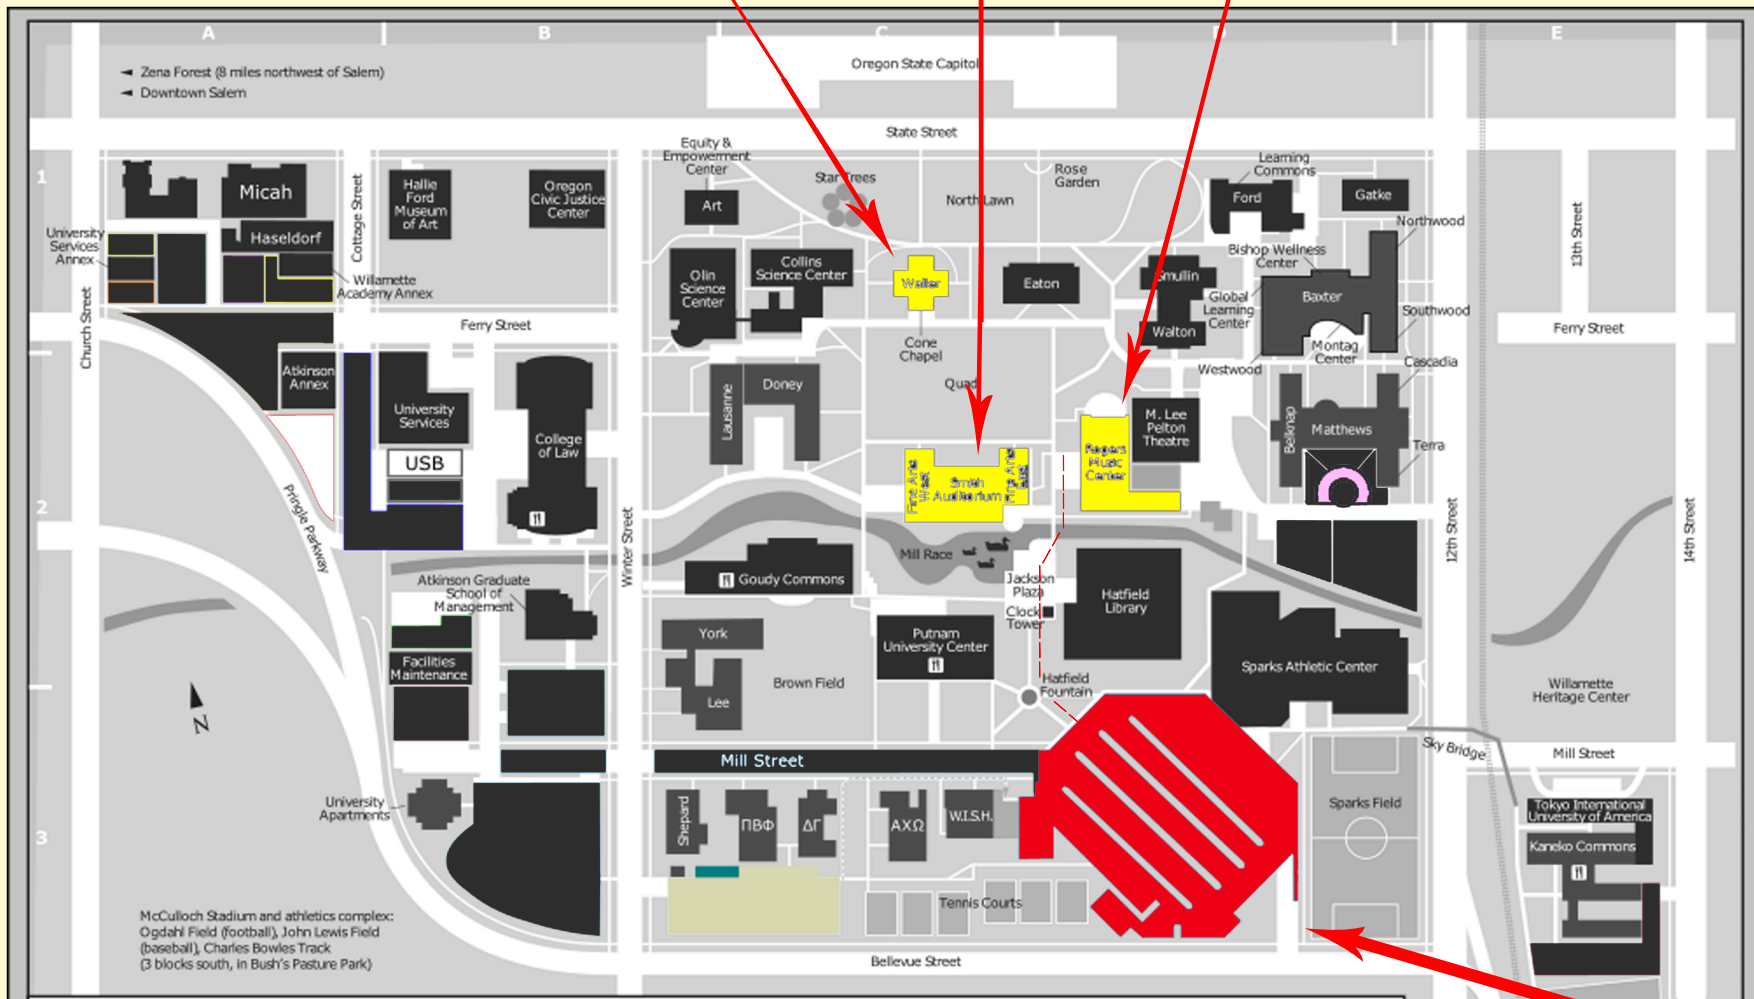 A
B
C
D
E
◄ Zena Forest (8 miles northwest of Salem)
◄ Downtown Salem
Oregon State Capitol
State Street
1
Micah
Haseldorf
University
Services
Annex
Willamette
Academy Annex
Cottage Street
Church Street
Hallie
Ford
Museum
of Art
Oregon
Civic Justice
Center
Equity &
Empowerment
Center
Art
Star Trees
North Lawn
Rose
Garden
Learning
Commons
Ford
Gatke
Northwood
13th Street
Olin
Science
Center
Collins
Science Center
Waller
Cone
Chapel
Eaton
Smullin
Walton
Bishop Wellness
Center
Global
Learning
Center
Baxter
Southwood
Montag
Center
Westwood
Cascadia
Ferry Street
Ferry Street
Atkinson
Annex
University
Services
USB
College
of Law
Lausanne
Doney
Quad
Fine Arts
West
Smith
Auditorium
Fine Arts
East
Rogers
Music
Center
M. Lee
Pelton
Theatre
Belknap
Matthews
Terra
2
Pringle Parkway
Winter Street
12th Street
14th Street
Mill Race
Goudy Commons
Jackson
Plaza
Clock
Tower
Hatfield
Library
Atkinson Graduate
School of
Management
Facilities
Maintenance
York
Lee
Brown Field
Putnam
University Center
Hatfield
Fountain
Sparks Athletic Center
Willamette
Heritage Center
N
Mill Street
Sky Bridge
Mill Street
3
University
Apartments
Shepard
ΠΒΦ
ΔΓ
ΑΧΩ
W.I.S.H.
Sparks Field
Tokyo International
University of America
Kaneko Commons
Tennis Courts
McCulloch Stadium and athletics complex:
Ogdahl Field (football), John Lewis Field
(baseball), Charles Bowles Track
(3 blocks south, in Bush's Pasture Park)
Bellevue Street